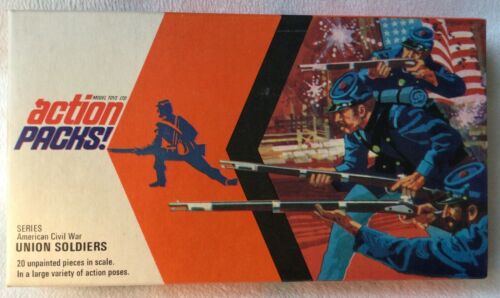 MODEL TOYS LTD
action
PACKS!
SERIES
American Civil War
UNION SOLDIERS
20 unpainted pieces in scale.
In a large variety of action poses.